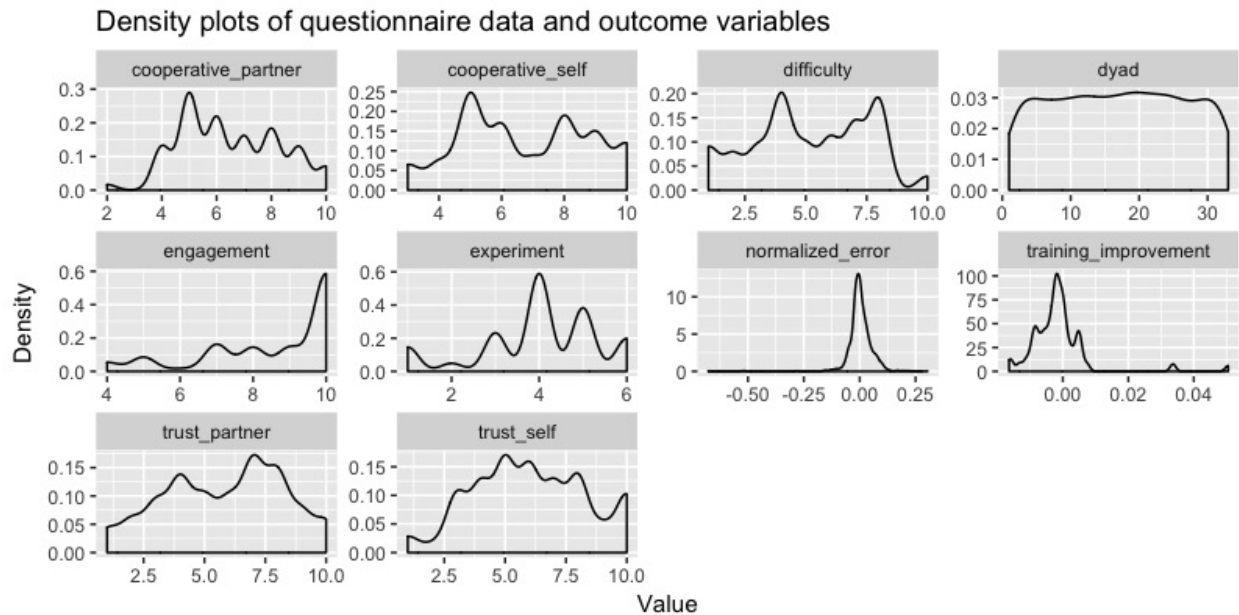 Density plots of questionnaire data and outcome variables
cooperative_partner cooperative_self difficulty dyad
0.3 0.2 0.1 0.0
2 4 6 8 10
0.25 0.20 0.15 0.10 0.05 0.00
4 6 8 10
0.20 0.15 0.10 0.05 0.00
2.5 5.0 7.5 10.0
0.03 0.02 0.01 0.00
0 10 20 30
engagement experiment normalized_error training_improvement
0.6 0.4 0.2 0.0
4 6 8 10
0.6 0.4 0.2 0.0
2 4 6
10 5 0
-0.50 -0.25 0.00 0.25
100 75 50 25 0
0.00 0.02 0.04
trust_partner trust_self
0.15 0.10 0.05 0.00
2.5 5.0 7.5 10.0
0.15 0.10 0.05 0.00
2.5 5.0 7.5 10.0
Density
Value